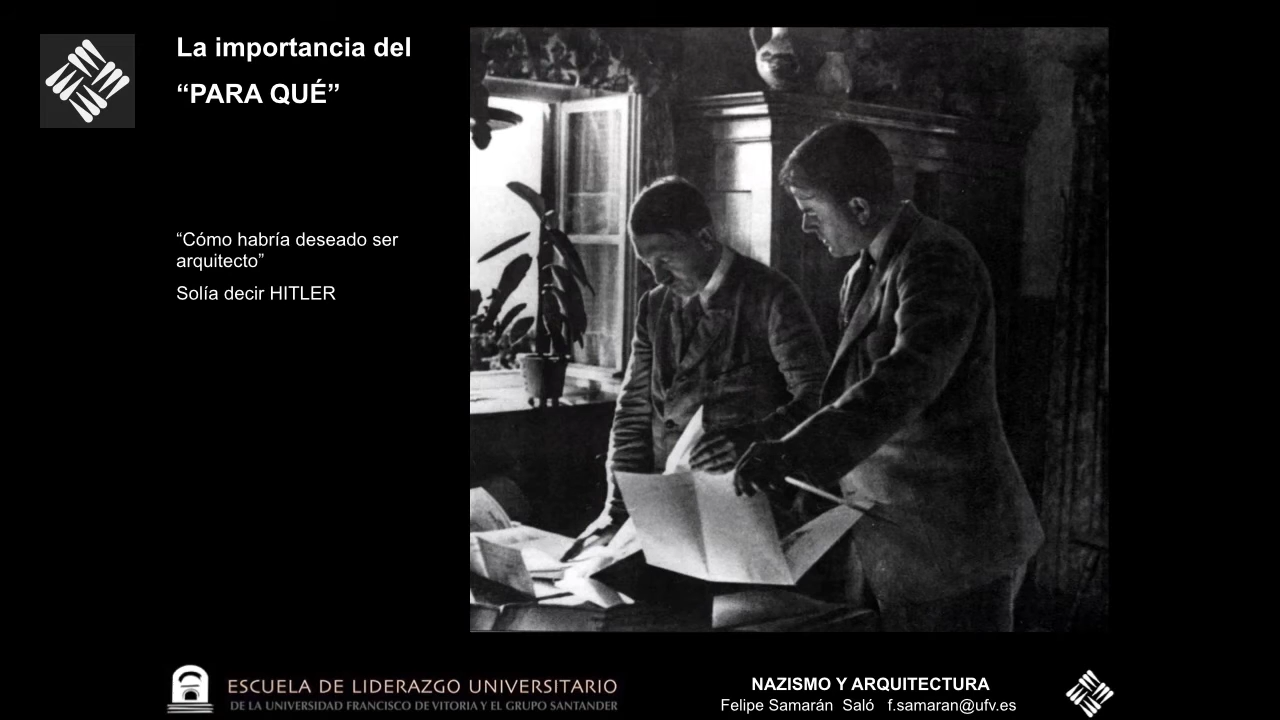 La importancia del
“PARA QUÉ”
“Cómo habría deseado ser
arquitecto”
Solía decir HITLER
ESCUELA DE LIDERAZGO UNIVERSITARIO
DE LA UNIVERSIDAD FRANCISCO DE VITORIA Y EL GRUPO SANTANDER
NAZISMO Y ARQUITECTURA
Felipe Samarán Saló f.samaran@ufv.es